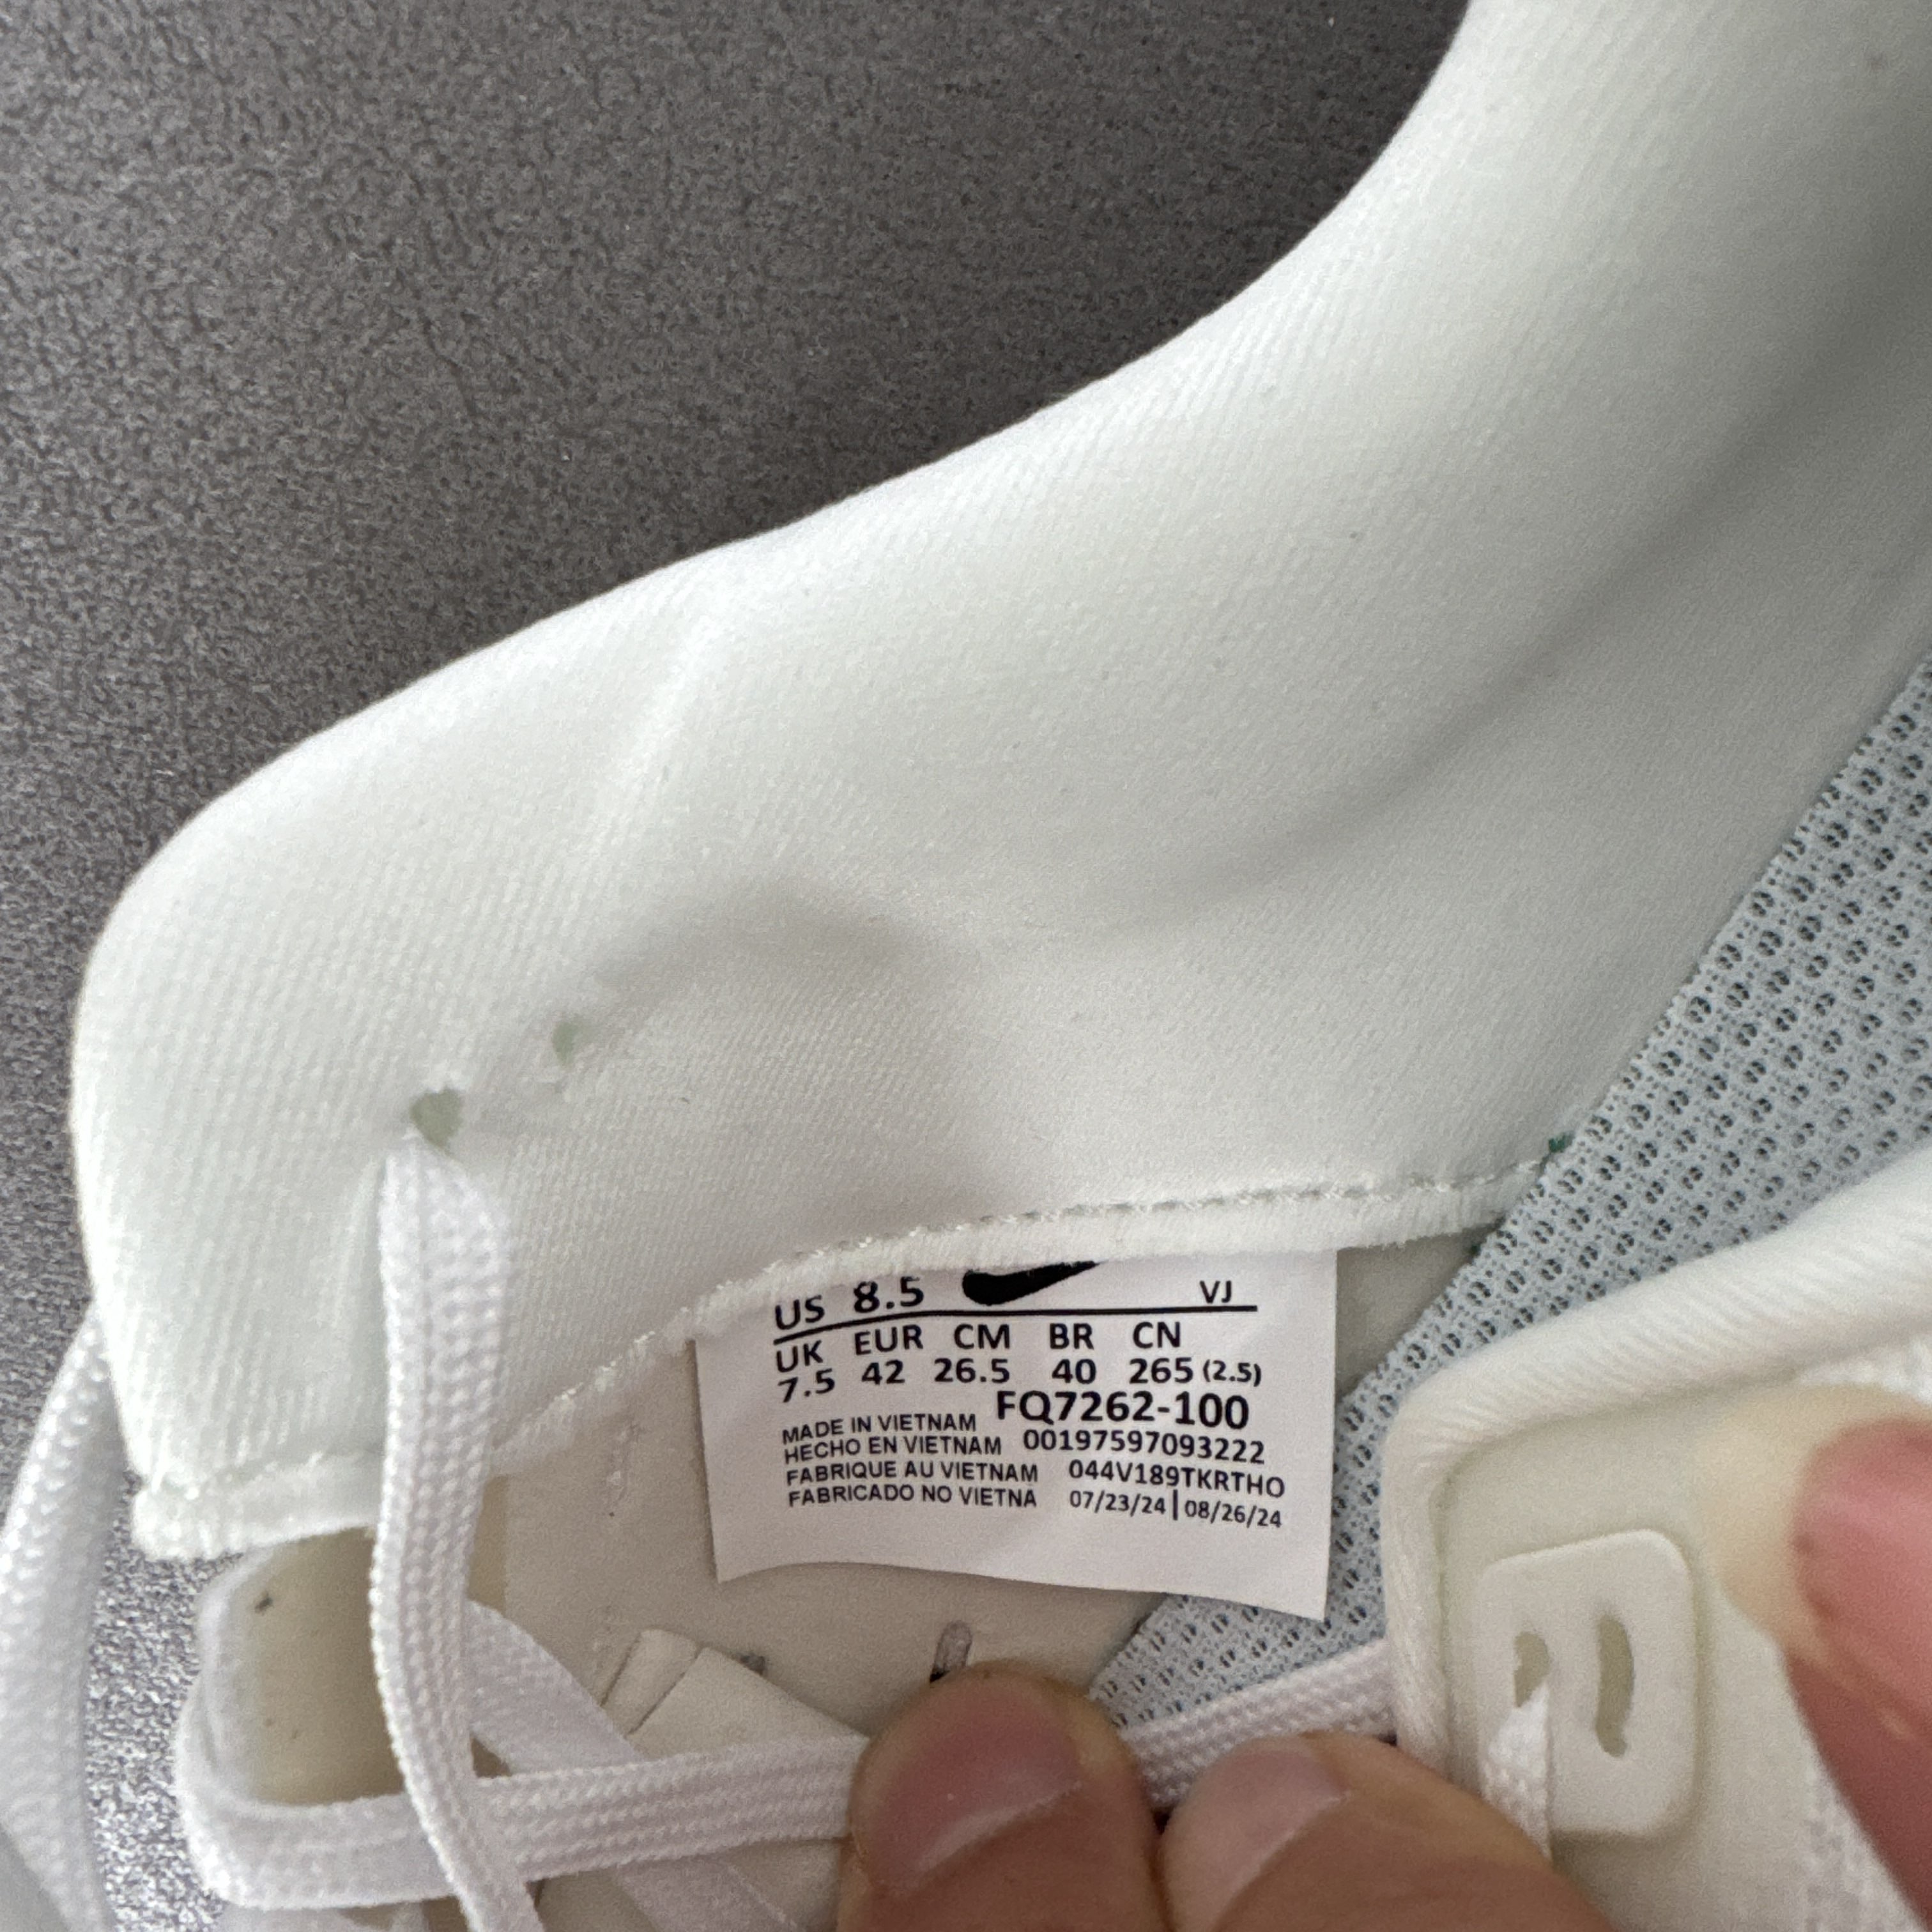 US 8.5 VJ
UK EUR CM BR CN
7.5 42 26.5 40 265 (2.5)
FQ7262-100
MADE IN VIETNAM
HECHO EN VIETNAM 00197597093222
FABRIQUE AU VIETNAM 044V189TKRTHO
FABRICADO NO VIETNA 07/23/24 | 08/26/24